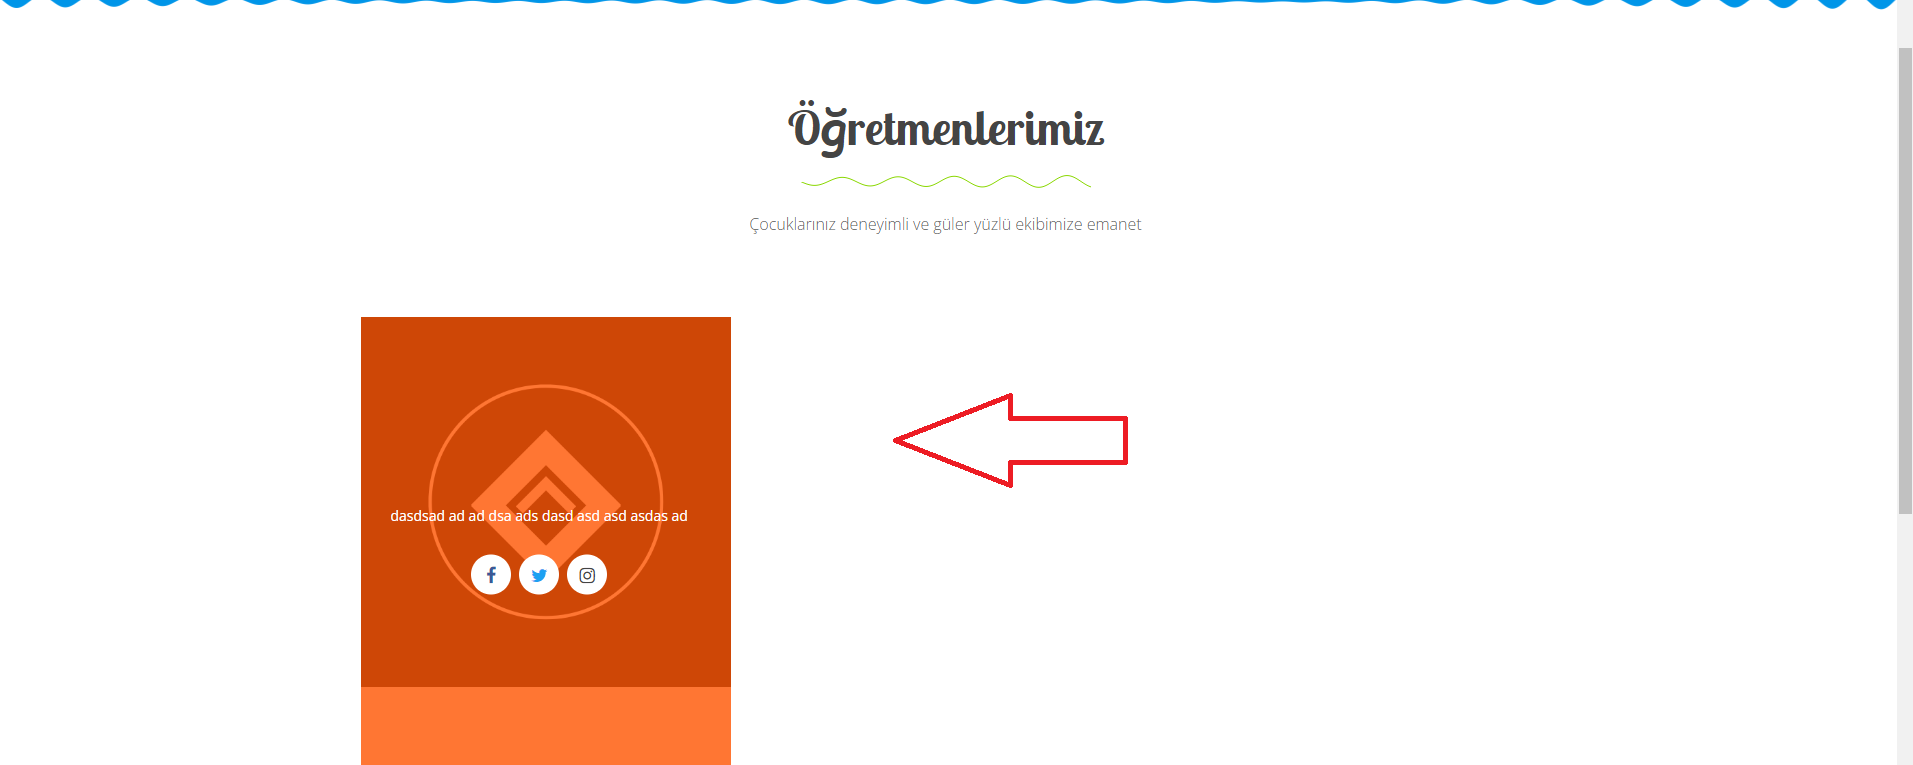 Öğretmenlerimiz
Çocuklarınız deneyimli ve güler yüzlü ekibimize emanet
dasdsad ad ad dsa ads dasd asd asd asdas ad